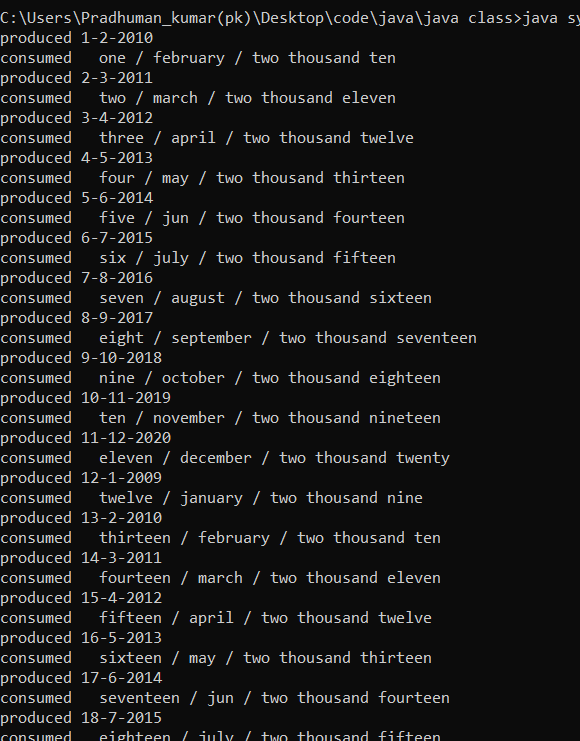 C:\Users\Pradhuman_kumar(pk)\Desktop\code\java\java class>java sy
produced 1-2-2010
consumed   one / february / two thousand ten
produced 2-3-2011
consumed   two / march / two thousand eleven
produced 3-4-2012
consumed   three / april / two thousand twelve
produced 4-5-2013
consumed   four / may / two thousand thirteen
produced 5-6-2014
consumed   five / jun / two thousand fourteen
produced 6-7-2015
consumed   six / july / two thousand fifteen
produced 7-8-2016
consumed   seven / august / two thousand sixteen
produced 8-9-2017
consumed   eight / september / two thousand seventeen
produced 9-10-2018
consumed   nine / october / two thousand eighteen
produced 10-11-2019
consumed   ten / november / two thousand nineteen
produced 11-12-2020
consumed   eleven / december / two thousand twenty
produced 12-1-2009
consumed   twelve / january / two thousand nine
produced 13-2-2010
consumed   thirteen / february / two thousand ten
produced 14-3-2011
consumed   fourteen / march / two thousand eleven
produced 15-4-2012
consumed   fifteen / april / two thousand twelve
produced 16-5-2013
consumed   sixteen / may / two thousand thirteen
produced 17-6-2014
consumed   seventeen / jun / two thousand fourteen
produced 18-7-2015
consumed   eighteen / july / two thousand fifteen